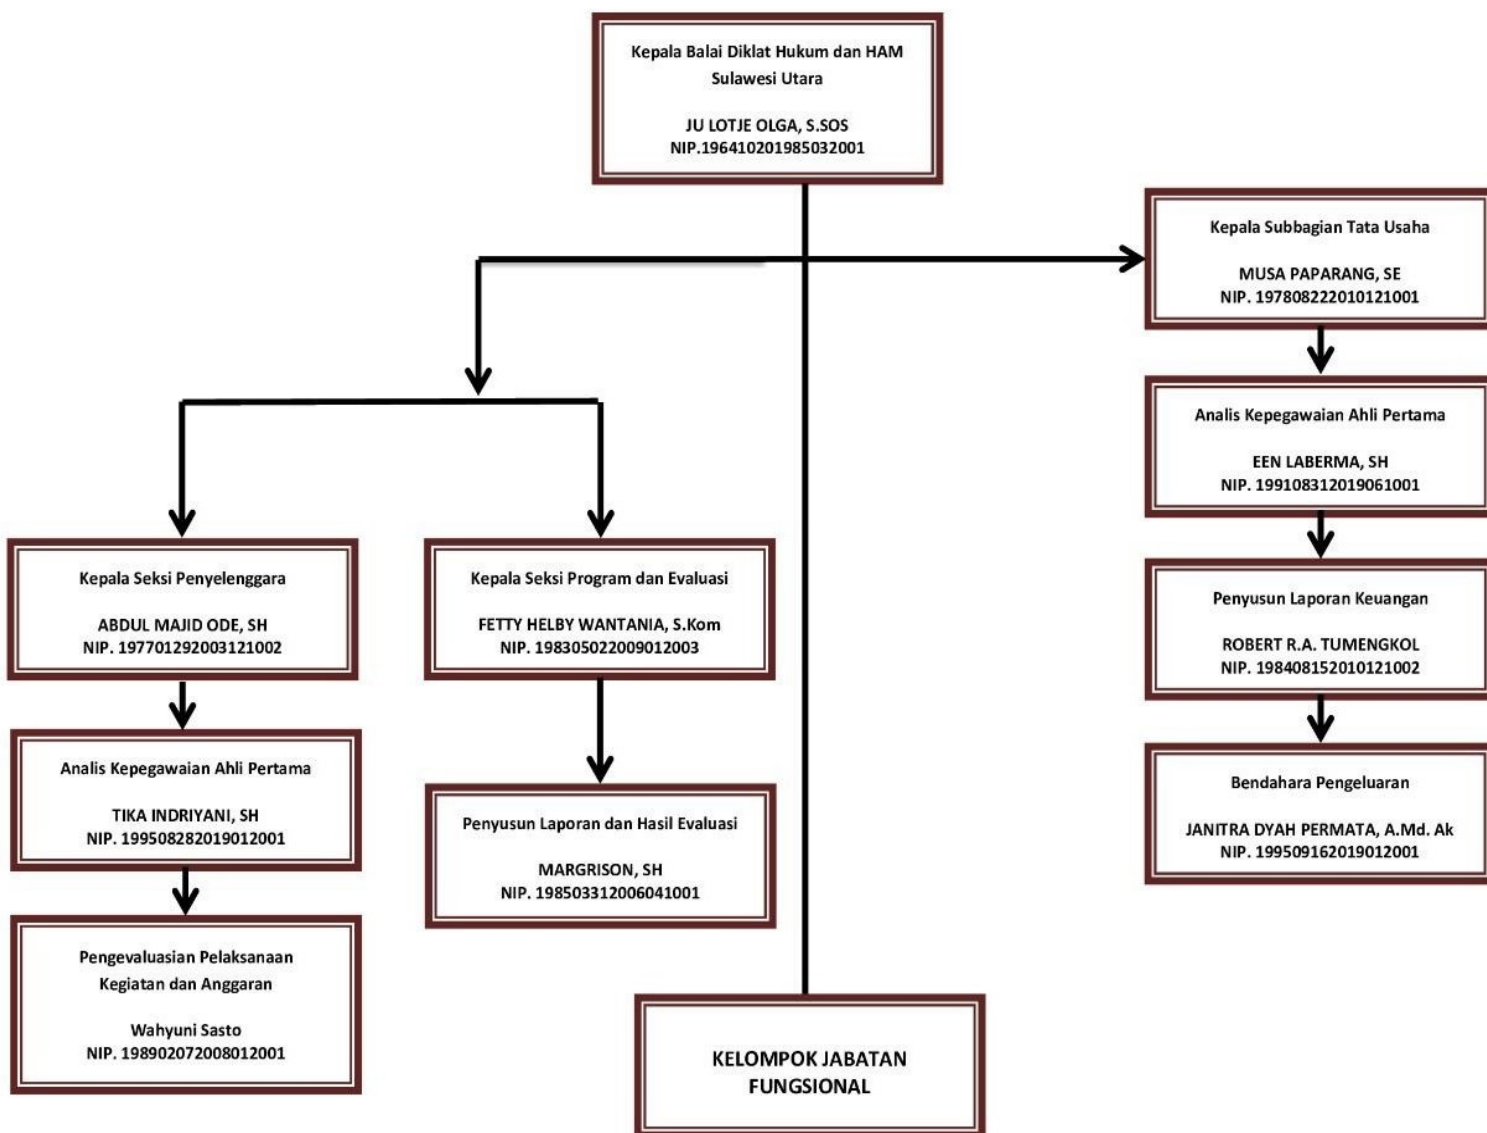 Kepala Balai Diklat Hukum dan HAM
Sulawesi Utara
JU LOTJE OLGA, S.SOS
NIP.196410201985032001
Kepala Subbagian Tata Usaha
MUSA PAPARANG, SE
NIP. 197808222010121001
Analis Kepegawaian Ahli Pertama
EEN LABERMA, SH
NIP. 199108312019061001
Penyusun Laporan Keuangan
ROBERT R.A. TUMENGKOL
NIP. 198408152010121002
Bendahara Pengeluaran
JANITRA DYAH PERMATA, A.Md. Ak
NIP. 199509162019012001
Kepala Seksi Penyelenggara
ABDUL MAJID ODE, SH
NIP. 197701292003121002
Analis Kepegawaian Ahli Pertama
TIKA INDRIYANI, SH
NIP. 199508282019012001
Pengevaluasian Pelaksanaan
Kegiatan dan Anggaran
Wahyuni Sasto
NIP. 198902072008012001
Kepala Seksi Program dan Evaluasi
FETTY HELBY WANTANIA, S.Kom
NIP. 198305022009012003
Penyusun Laporan dan Hasil Evaluasi
MARGRISON, SH
NIP. 198503312006041001
KELOMPOK JABATAN
FUNGSIONAL